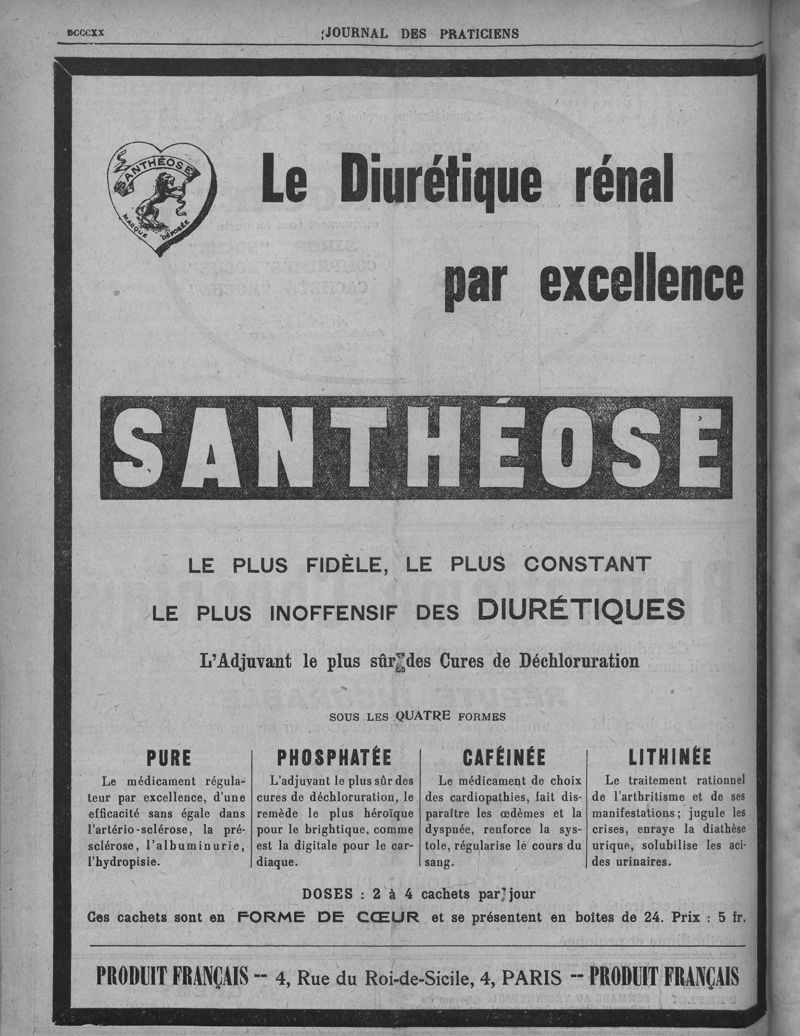 DCCCXX
JOURNAL DES PRATICIENS
SANTHÉOSE
MARQUE DÉPOSÉE
Le Diurétique rénal
par excellence
SANTHÉOSE
LE PLUS FIDÈLE, LE PLUS CONSTANT
LE PLUS INOFFENSIF DES DIURÉTIQUES
L'Adjuvant le plus sûr des Cures de Déchloruration
SOUS LES QUATRE FORMES
PURE
Le médicament régula-
teur par excellence, d'une
efficacité sans égale dans
l'artério-sclérose, la pré-
sclérose, l'albuminurie,
l'hydropisie.
PHOSPHATÉE
L'adjuvant le plus sûr des
cures de déchloruration, le
remède le plus héroïque
pour le brightique, comme
est la digitale pour le car-
diaque.
CAFÉINÉE
Le médicament de choix
des cardiopathies, fait dis-
paraître les œdèmes et la
dyspnée, renforce la sys-
tole, régularise le cours du
sang.
LITHINÉE
Le traitement rationnel
de l'arthritisme et de ses
manifestations; jugule les
crises, enraye la diathèse
urique, solubilise les aci-
des urinaires.
DOSES : 2 à 4 cachets par jour
Ces cachets sont en FORME DE CŒUR et se présentent en boîtes de 24. Prix : 5 fr.
PRODUIT FRANÇAIS -- 4, Rue du Roi-de-Sicile, 4, PARIS -- PRODUIT FRANÇAIS